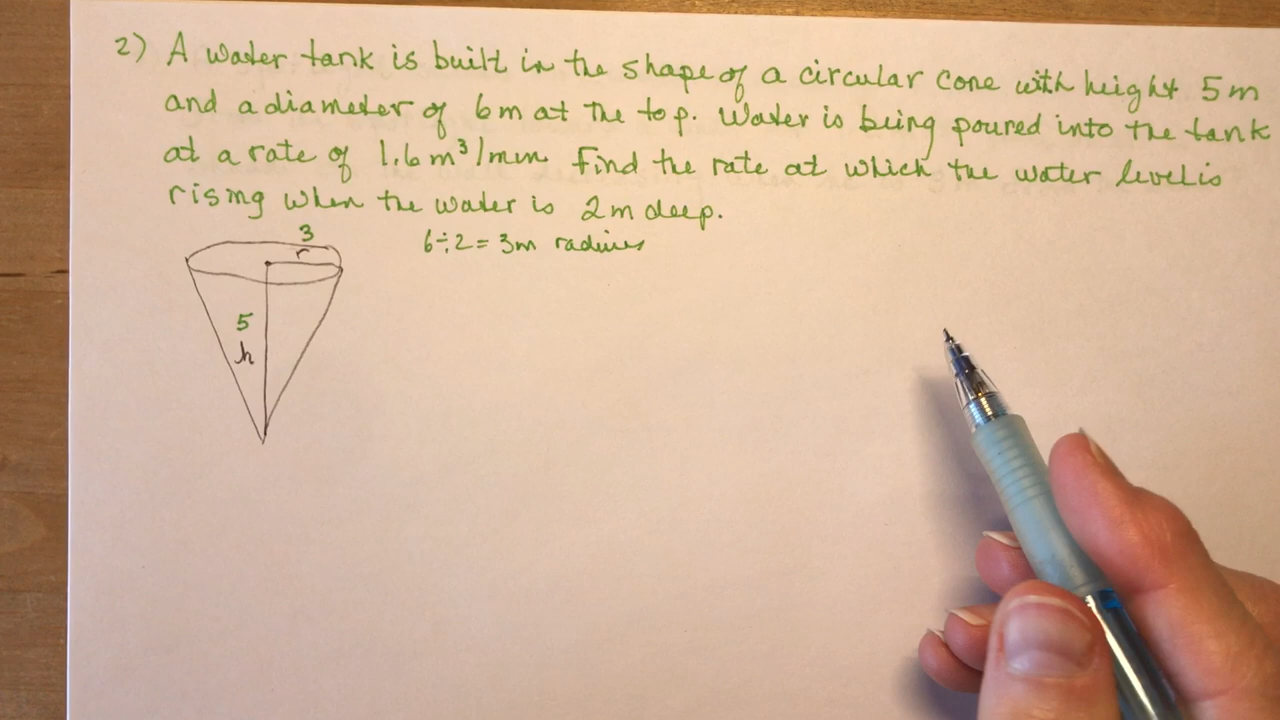 2) A water tank is built in the shape of a circular cone with height 5m
and a diameter of 6m at the top. Water is being poured into the tank
at a rate of 1.6m³/min Find the rate at which the water level is
rising when the water is 2m deep.
6÷2=3m radius
3
r
5
h